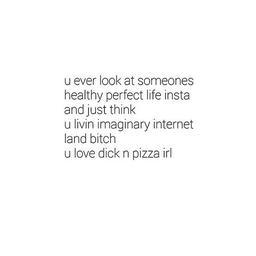 u ever look at someones
healthy perfect life insta
and just think
u livin imaginary internet
land bitch
u love dick n pizza irl